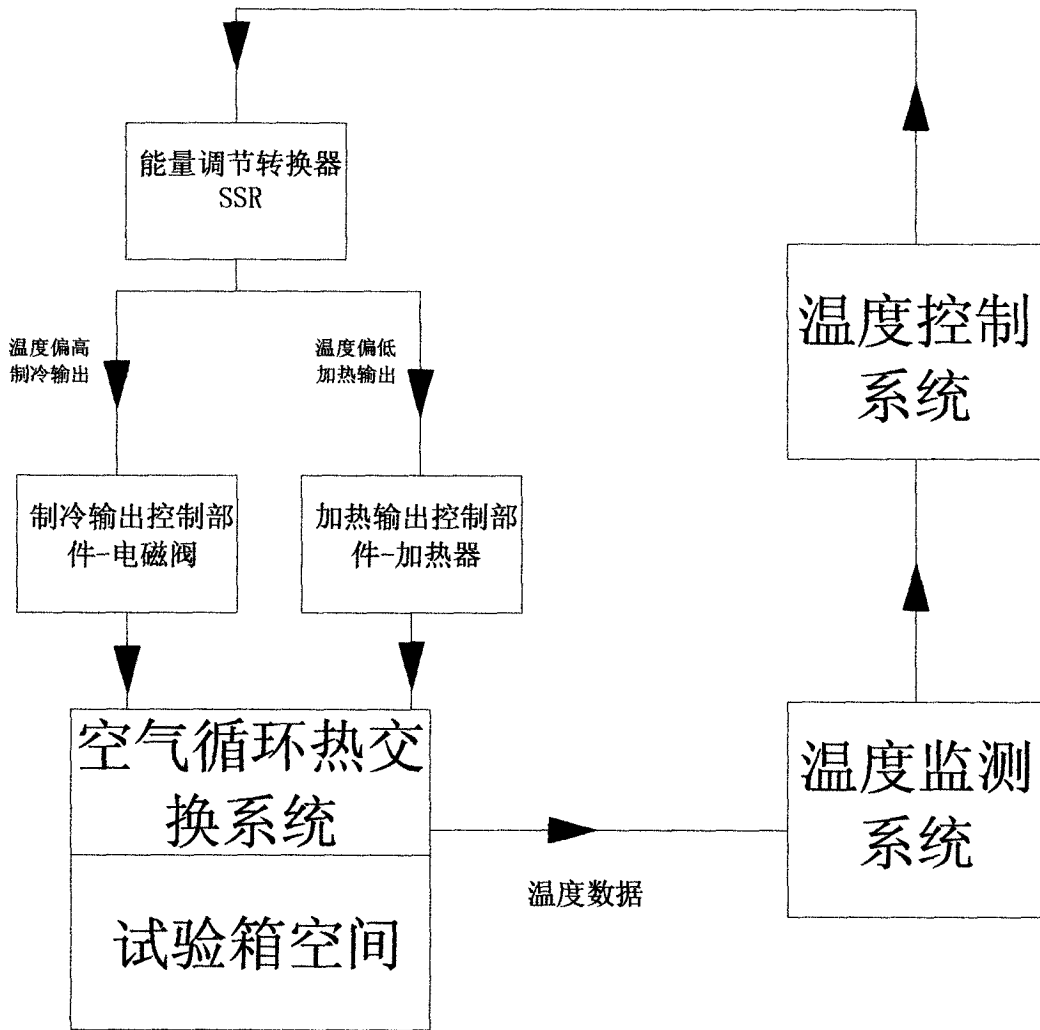 能量调节转换器
SSR
温度偏高
制冷输出
温度偏低
加热输出
温度控制
系统
制冷输出控制部
件-电磁阀
加热输出控制部
件-加热器
空气循环热交
换系统
温度监测
系统
温度数据
试验箱空间